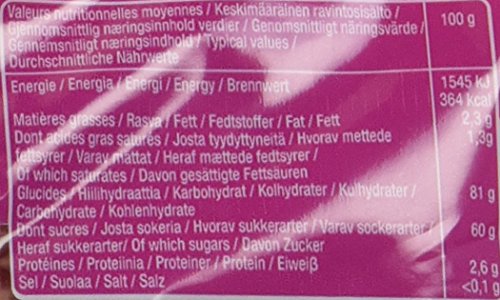 Valeurs nutritionnelles moyennes / Keskimääräinen ravintosisältö /
Gjennomsnittlig næringsinnhold verdier / Genomsnittligt näringsvärde / 100 g
Gennemsnitligt næringsindhold / Typical values /
Durchschnittliche Nährwerte
Energie / Energia / Energi / Energy / Brennwert 1545 kJ
364 kcal
Matières grasses / Rasva / Fett / Fedtstoffer / Fat / Fett 2,3 g
Dont acides gras saturés / Josta tyydyttyneitä / Hvorav mettede 1,3g
fettsyrer / Varav mättat / Heraf mættede fedtsyrer /
Of which saturates / Davon gesättigte Fettsäuren
Glucides / Hiilihydraattia / Karbohydrat / Kolhydrater / Kulhydrater / 81 g
Carbohydrate / Kohlenhydrate
Dont sucres / Josta sokeria / Hvorav sukkerarter / Varav sockerarter / 60 g
Heraf sukkerarter/ Of which sugars / Davon Zucker
Protéines / Proteiinia / Proteiner / Protein / Eiweiß 2,6 g
Sel / Suolaa / Salt / Salz <0,1 g